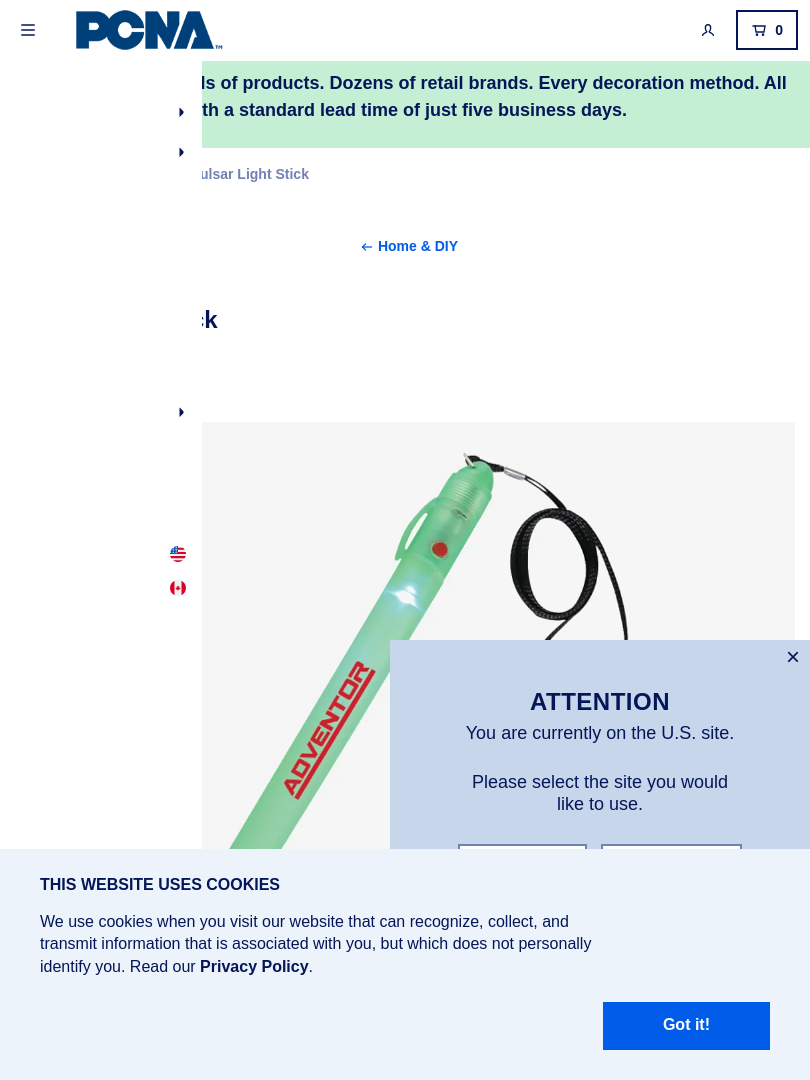 PCNA™
0
of products. Dozens of retail brands. Every decoration method. All
a standard lead time of just five business days.
Light Stick
← Home & DIY
ADVENTOR
×
ATTENTION
You are currently on the U.S. site.
Please select the site you would
like to use.
THIS WEBSITE USES COOKIES
We use cookies when you visit our website that can recognize, collect, and
transmit information that is associated with you, but which does not personally
identify you. Read our Privacy Policy.
Got it!